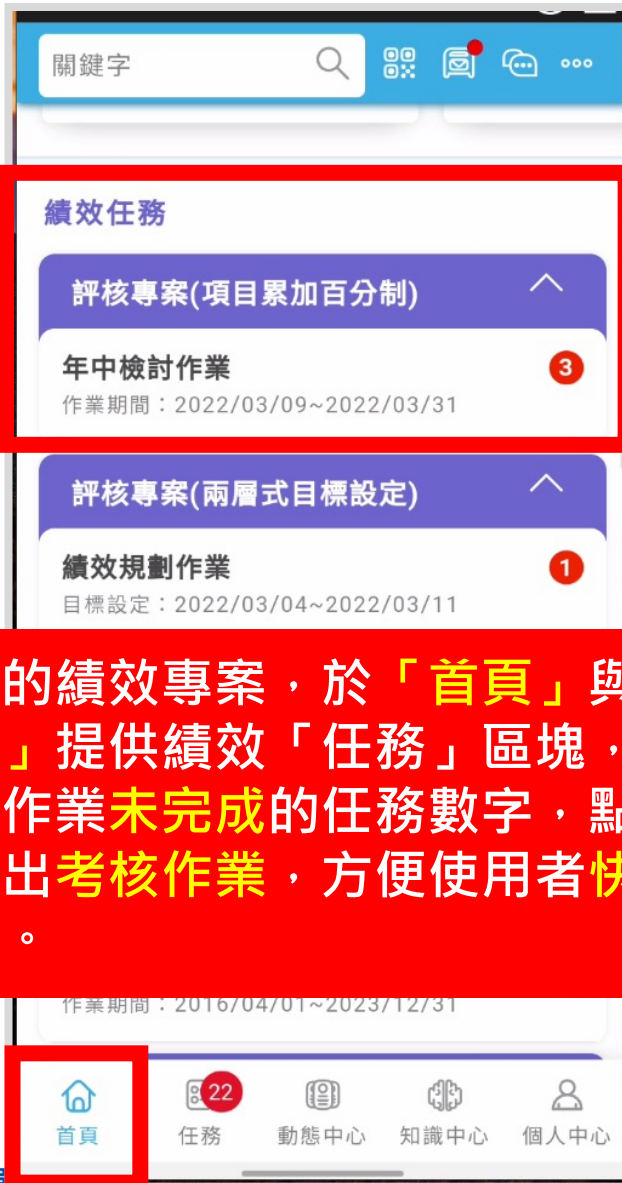 關鍵字
績效任務
評核專案(項目累加百分制)
年中檢討作業
3
作業期間：2022/03/09~2022/03/31
評核專案(兩層式目標設定)
績效規劃作業
1
目標設定：2022/03/04~2022/03/11
的績效專案，於「首頁」與
」提供績效「任務」區塊，
作業未完成的任務數字，點
出考核作業，方便使用者快
。
作業期間：2016/04/01~2023/12/31
22
首頁 任務 動態中心 知識中心 個人中心